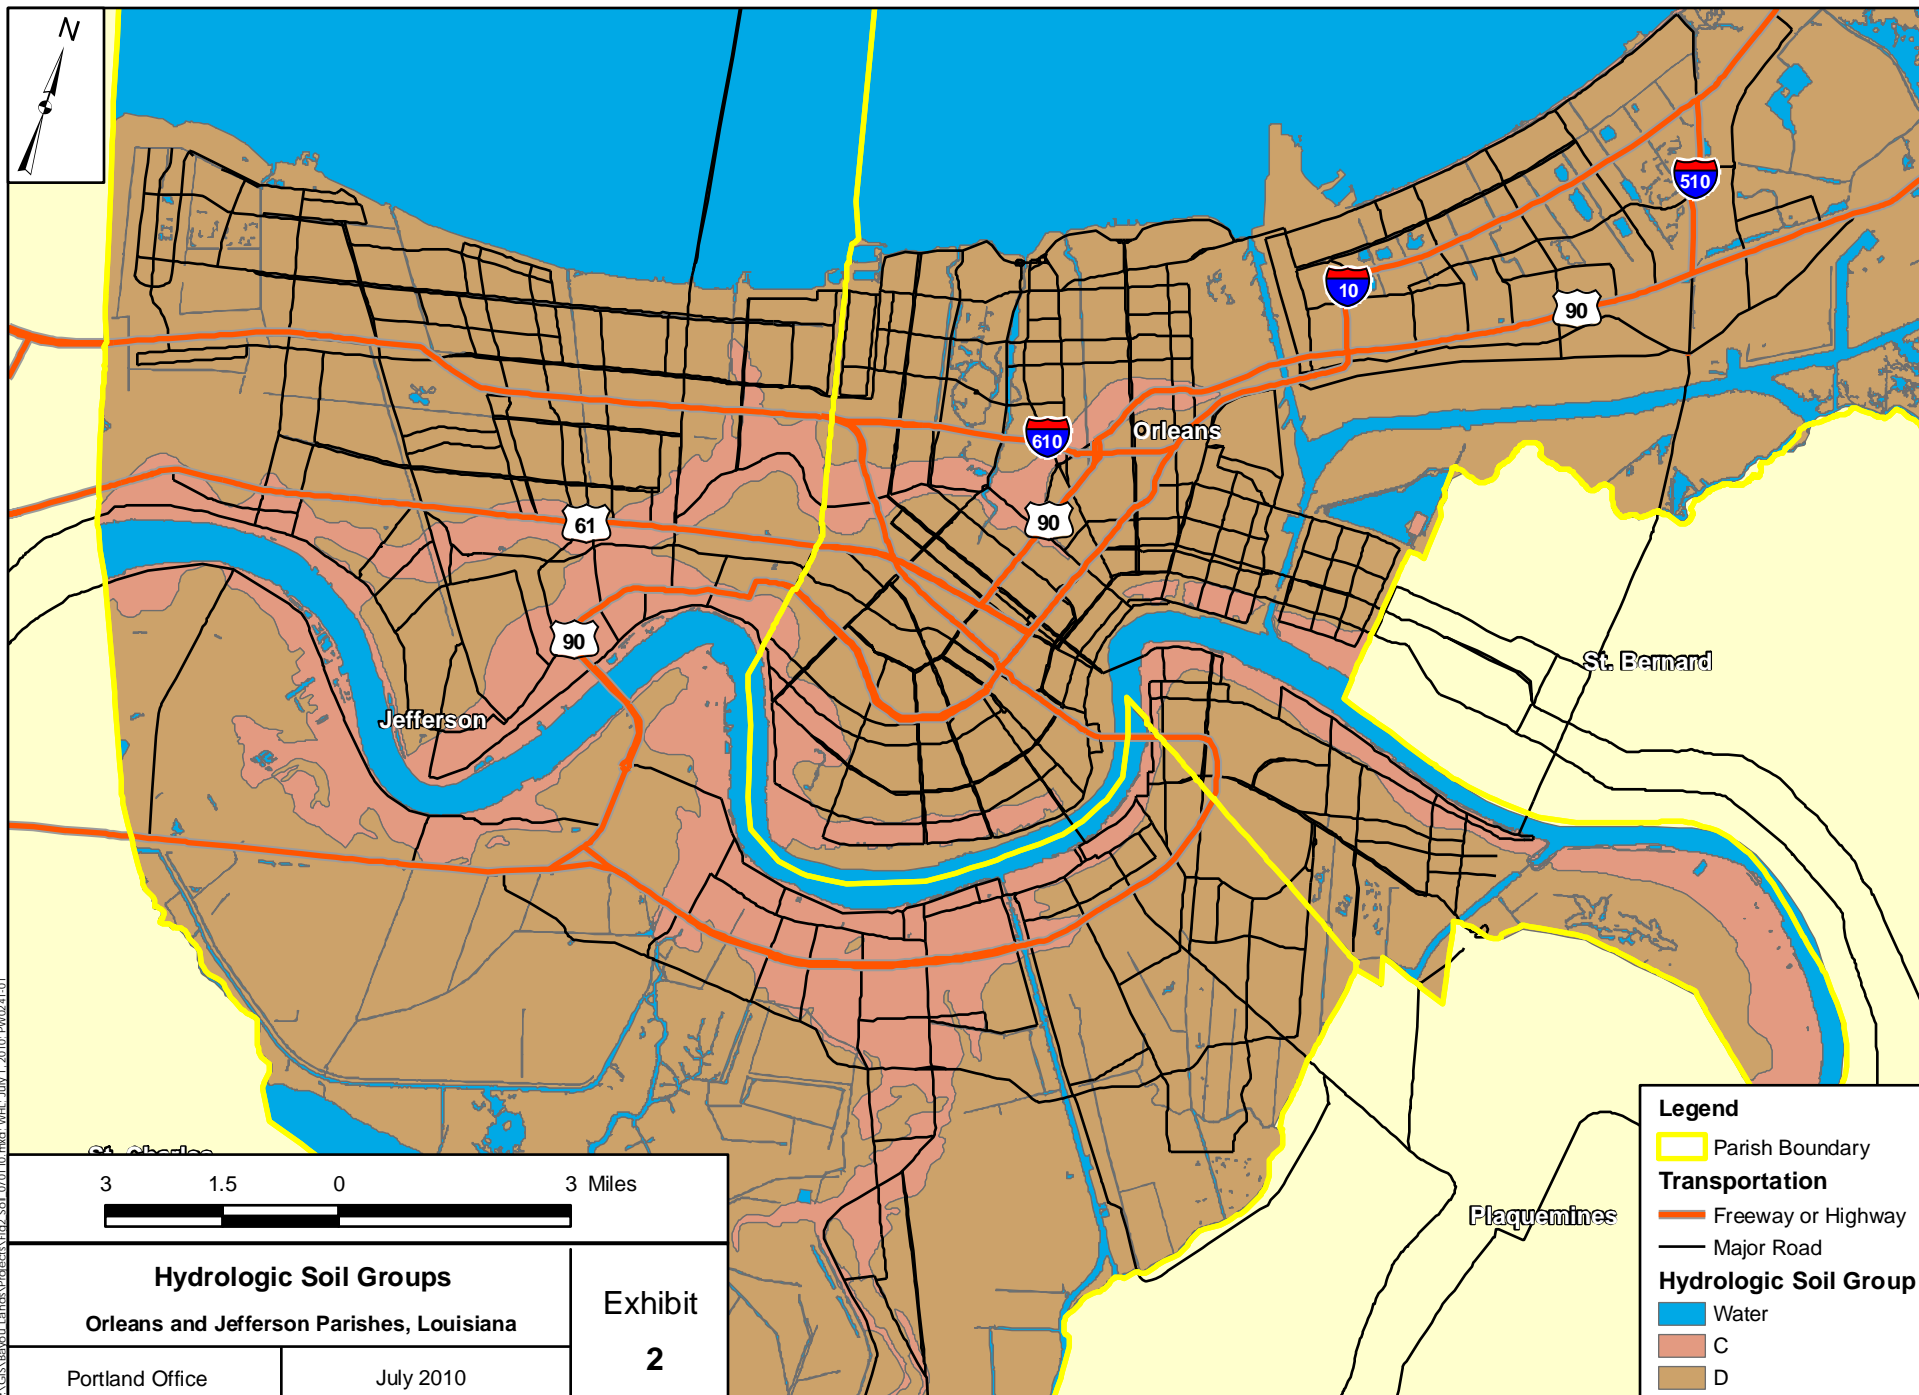 N
510
10
90
610
Orleans
90
61
90
St. Bernard
Jefferson
St. Charles
Plaquemines
3 1.5 0 3 Miles
Hydrologic Soil Groups
Orleans and Jefferson Parishes, Louisiana
Portland Office
July 2010
Exhibit
2
Legend
Parish Boundary
Transportation
Freeway or Highway
Major Road
Hydrologic Soil Group
Water
C
D